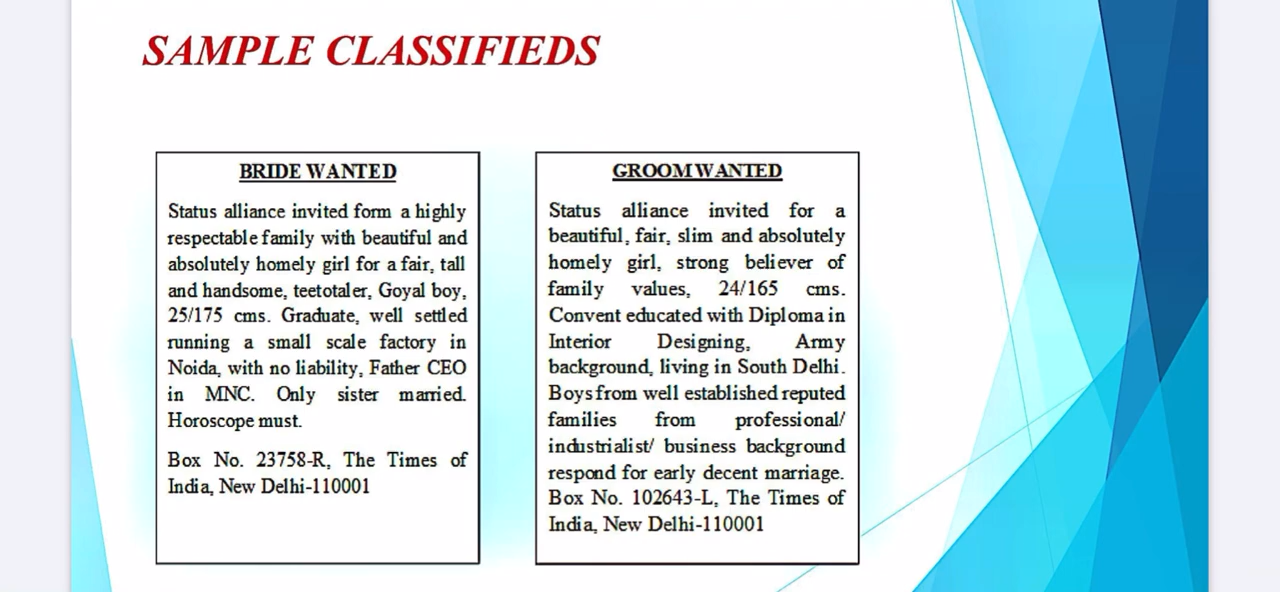 SAMPLE CLASSIFIEDS
BRIDE WANTED
Status alliance invited form a highly
respectable family with beautiful and
absolutely homely girl for a fair, tall
and handsome, teetotaler, Goyal boy,
25/175 cms. Graduate, well settled
running a small scale factory in
Noida, with no liability, Father CEO
in MNC. Only sister married.
Horoscope must.
Box No. 23758-R, The Times of
India, New Delhi-110001
GROOM WANTED
Status alliance invited for a
beautiful, fair, slim and absolutely
homely girl, strong believer of
family values, 24/165 cms.
Convent educated with Diploma in
Interior Designing, Army
background, living in South Delhi.
Boys from well established reputed
families from professional/
industrialist/ business background
respond for early decent marriage.
Box No. 102643-L, The Times of
India, New Delhi-110001